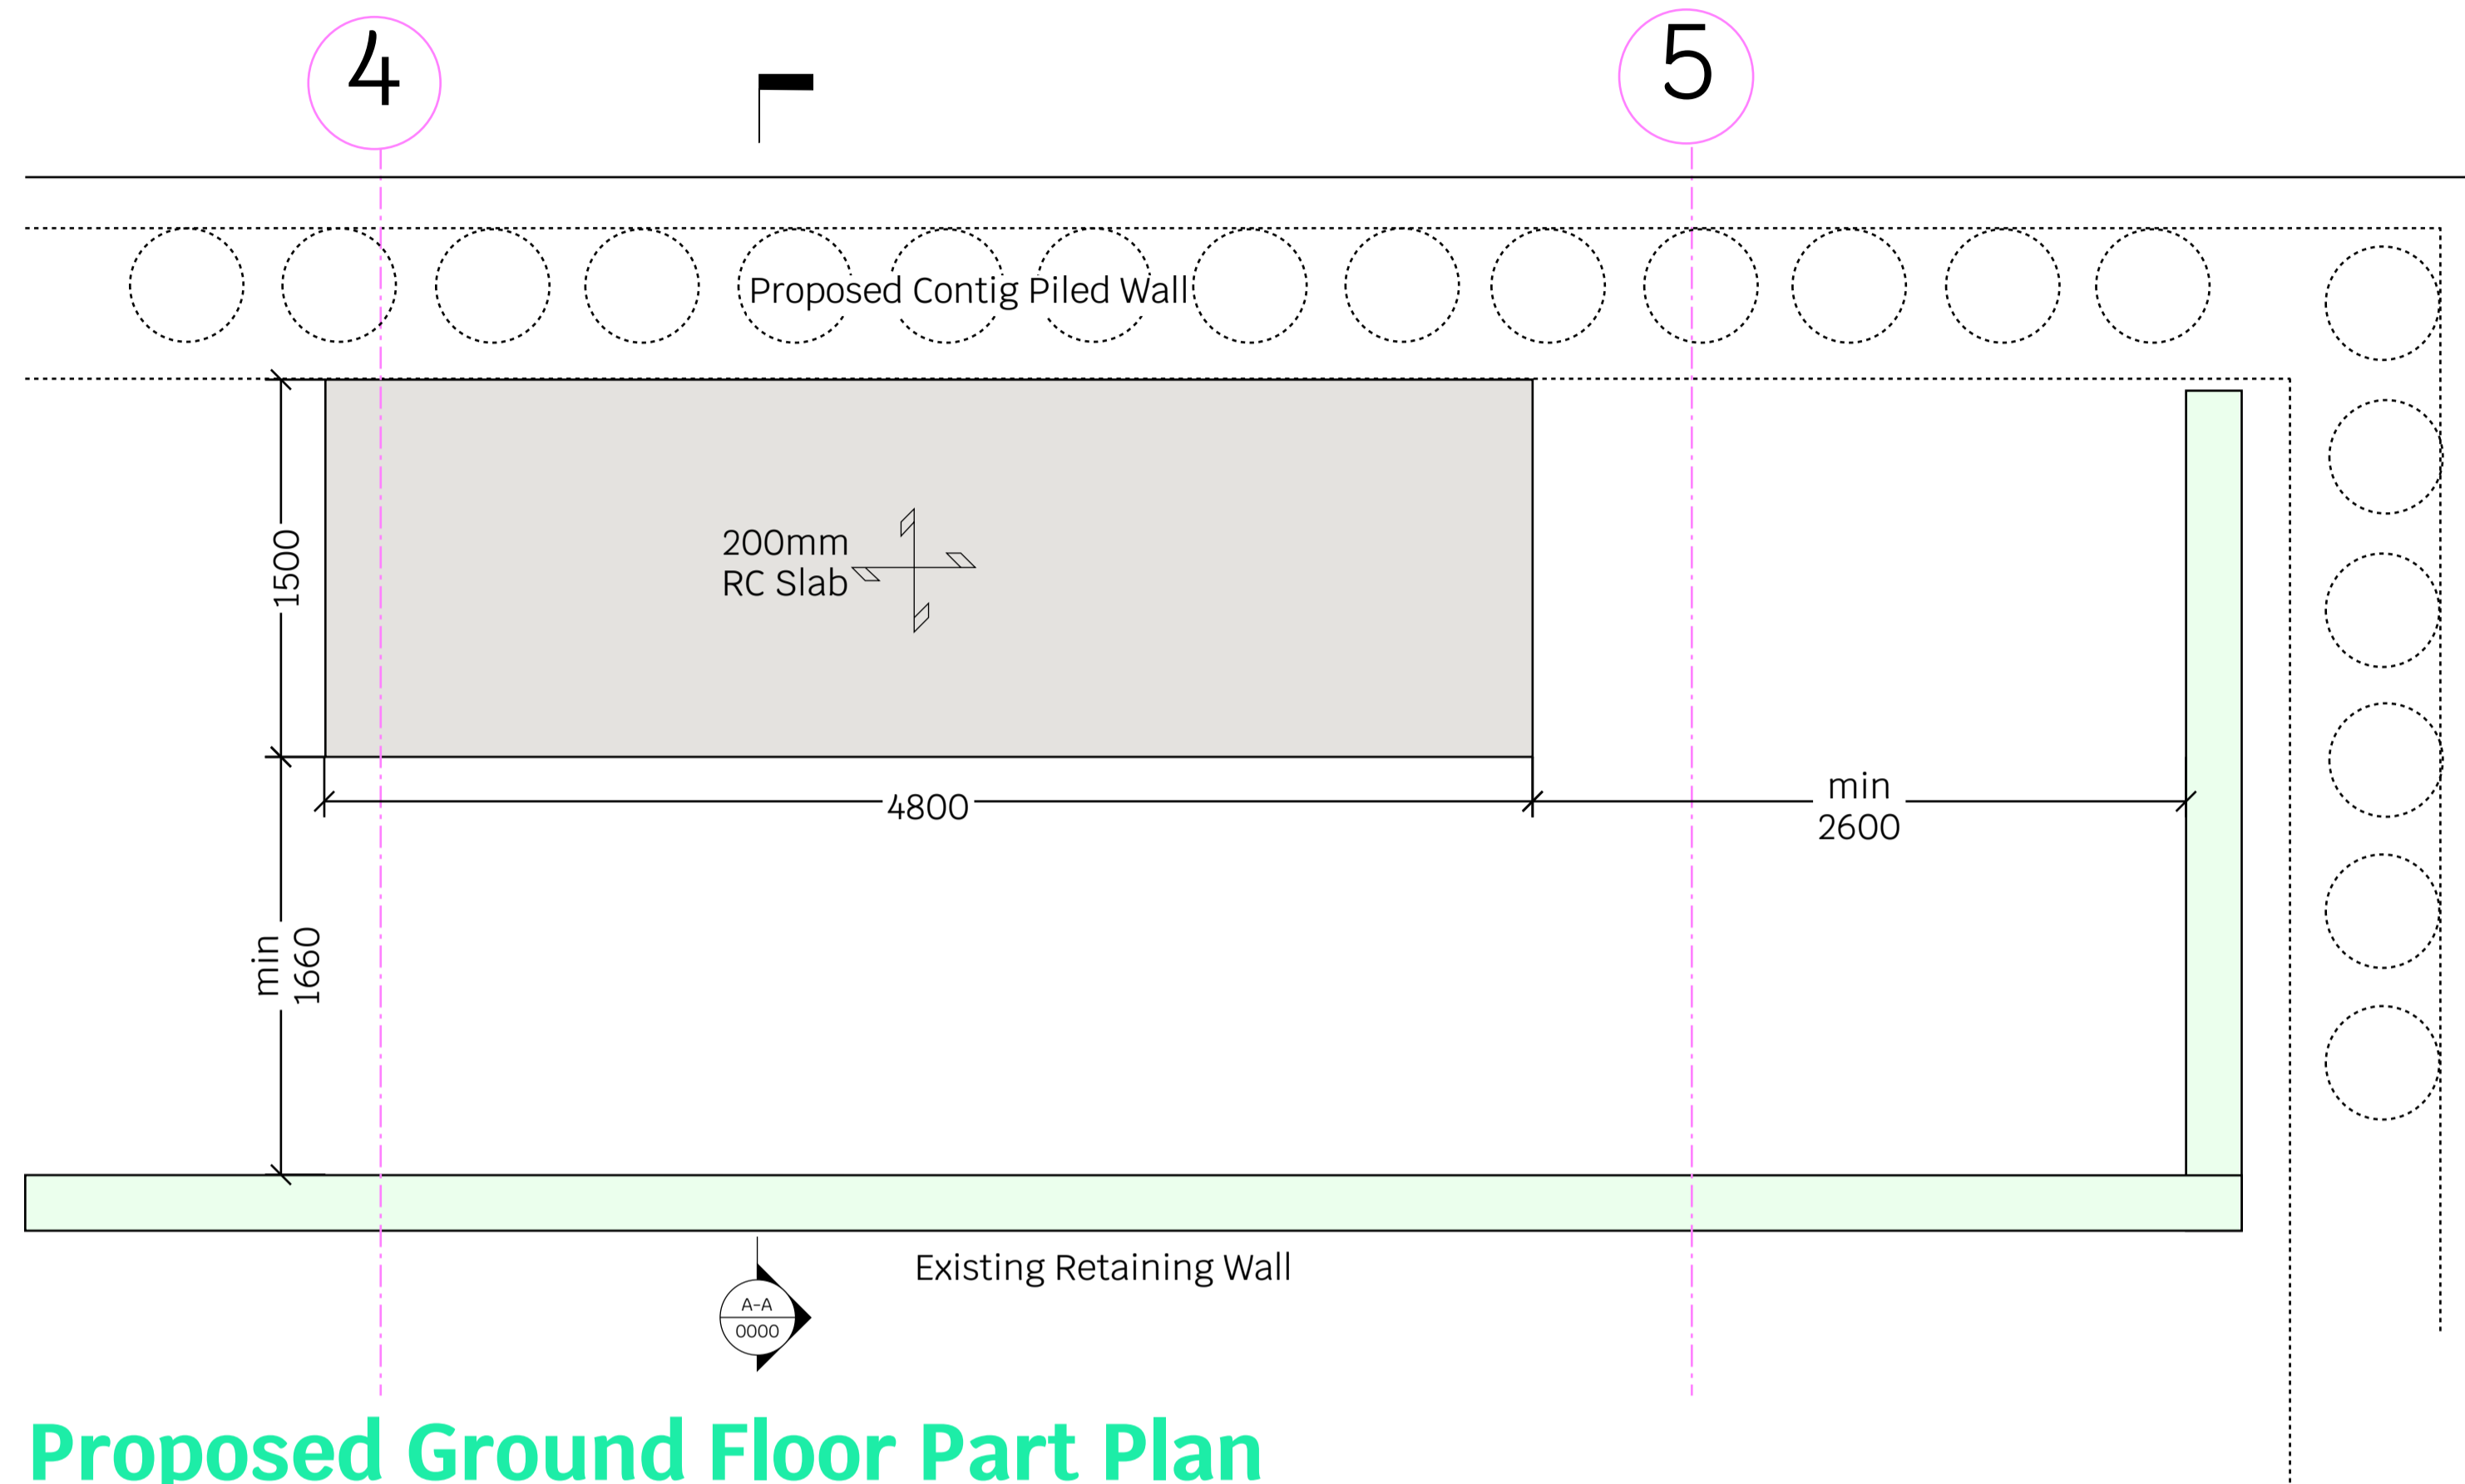 4
5
Proposed Contig Piled Wall
200mm
RC Slab
1500
4800
min
2600
min
1660
Existing Retaining Wall
A-A
0000
Proposed Ground Floor Part Plan